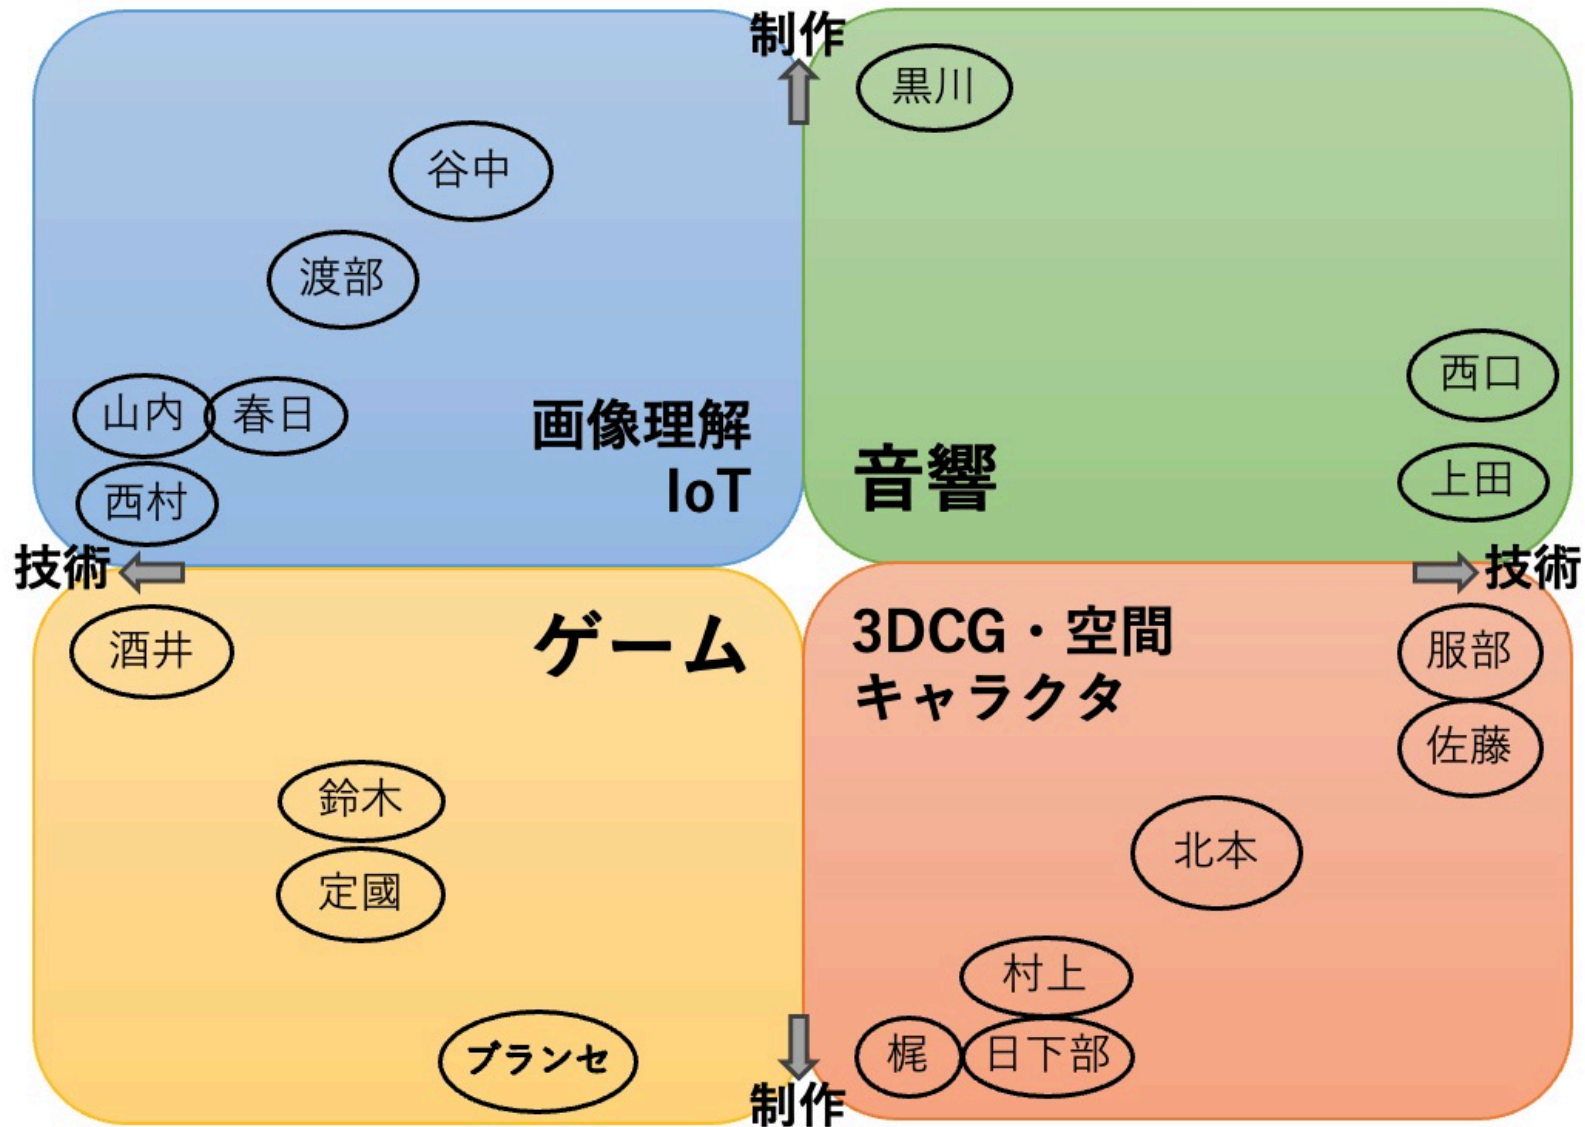 制作
黒川
谷中
渡部
西口
山内
春日
画像理解
IoT
音響
上田
西村
技術
技術
酒井
ゲーム
3DCG・空間
キャラクタ
服部
佐藤
鈴木
北本
定國
村上
ブランセ
梶
日下部
制作